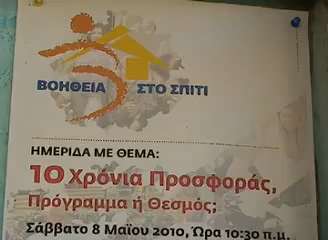 ΒΟΗΘΕΙΑ ΣΤΟ ΣΠΙΤΙ
ΗΜΕΡΙΔΑ ΜΕ ΘΕΜΑ:
10 Χρόνια Προσφοράς,
Πρόγραμμα ή Θεσμός;
Σάββατο 8 Μαΐου 2010, Ώρα 10:30 π.μ.